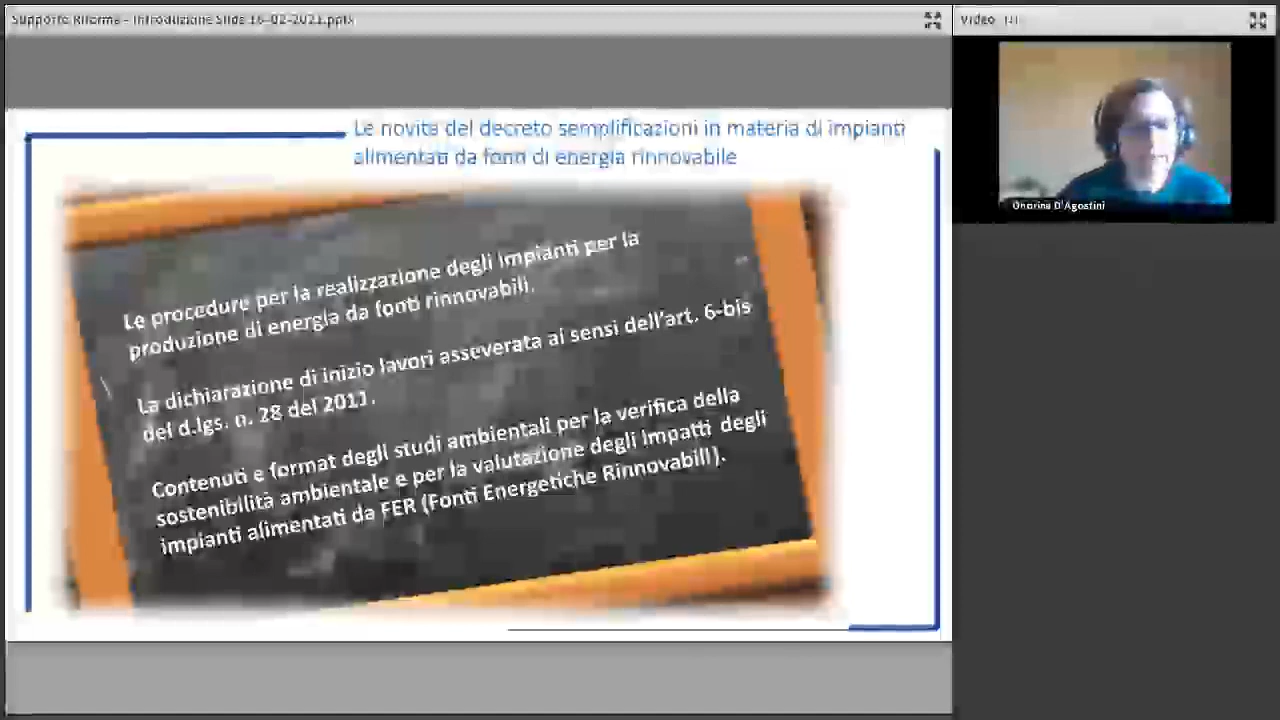 Supporto Riforma - Introduzione Slide 16-02-2021.pptx
Video (1)
Le novità del decreto semplificazioni in materia di impianti
alimentati da fonti di energia rinnovabile
Le procedure per la realizzazione degli impianti per la
produzione di energia da fonti rinnovabili.
La dichiarazione di inizio lavori asseverata ai sensi dell'art. 6-bis
del d.lgs. n. 28 del 2011.
Contenuti e format degli studi ambientali per la verifica della
sostenibilità ambientale e per la valutazione degli impatti degli
impianti alimentati da FER (Fonti Energetiche Rinnovabili).
D'Agostini